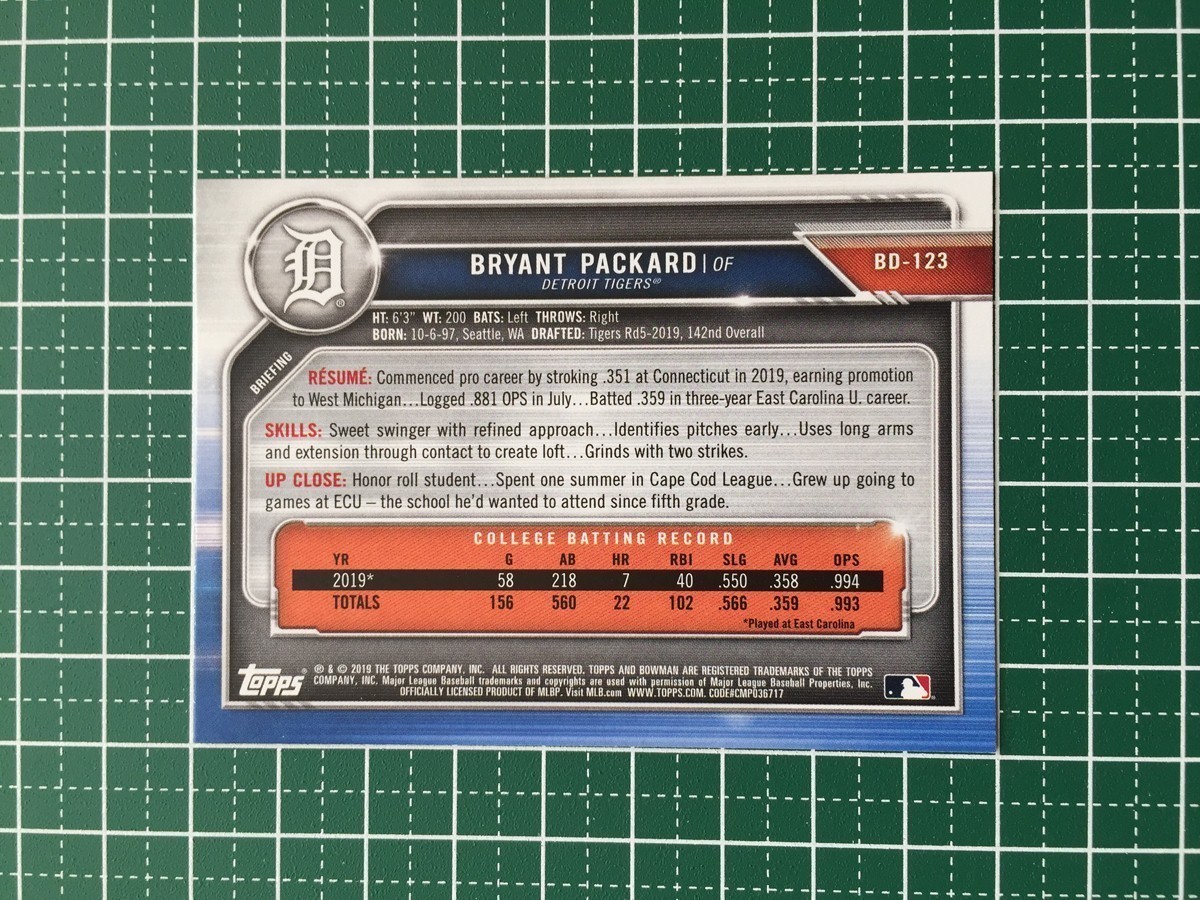 D®
BRYANT PACKARD | OF
DETROIT TIGERS®
BD-123
HT: 6'3" WT: 200 BATS: Left THROWS: Right
BORN: 10-6-97, Seattle, WA DRAFTED: Tigers Rd5-2019, 142nd Overall
BRIEFING
RÉSUMÉ: Commenced pro career by stroking .351 at Connecticut in 2019, earning promotion
to West Michigan...Logged .881 OPS in July...Batted .359 in three-year East Carolina U. career.
SKILLS: Sweet swinger with refined approach...Identifies pitches early...Uses long arms
and extension through contact to create loft...Grinds with two strikes.
UP CLOSE: Honor roll student...Spent one summer in Cape Cod League...Grew up going to
games at ECU – the school he'd wanted to attend since fifth grade.
COLLEGE BATTING RECORD
YR G AB HR RBI SLG AVG OPS
2019* 58 218 7 40 .550 .358 .994
TOTALS 156 560 22 102 .566 .359 .993
*Played at East Carolina
Topps ® & © 2019 THE TOPPS COMPANY, INC. ALL RIGHTS RESERVED. TOPPS AND BOWMAN ARE REGISTERED TRADEMARKS OF THE TOPPS
COMPANY, INC. Major League Baseball trademarks and copyrights are used with permission of Major League Baseball Properties, Inc.
OFFICIALLY LICENSED PRODUCT OF MLBP. Visit MLB.com WWW.TOPPS.COM. CODE#CMP036717